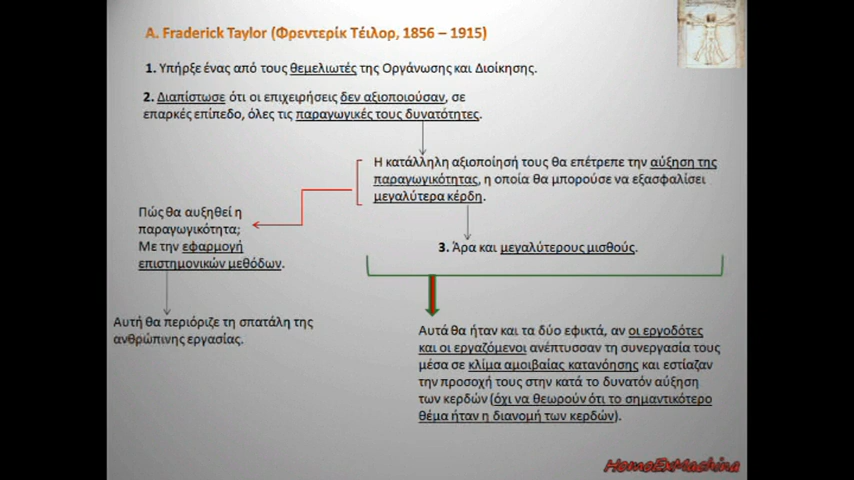 Α. Fraderick Taylor (Φρεντερίκ Τέιλορ, 1856 – 1915)
1. Υπήρξε ένας από τους θεμελιωτές της Οργάνωσης και Διοίκησης.
2. Διαπίστωσε ότι οι επιχειρήσεις δεν αξιοποιούσαν, σε
επαρκές επίπεδο, όλες τις παραγωγικές τους δυνατότητες.
Η κατάλληλη αξιοποίησή τους θα επέτρεπε την αύξηση της
παραγωγικότητας, η οποία θα μπορούσε να εξασφαλίσει
μεγαλύτερα κέρδη.
Πώς θα αυξηθεί η
παραγωγικότητα;
Με την εφαρμογή
επιστημονικών μεθόδων.
3. Άρα και μεγαλύτερους μισθούς.
Αυτή θα περιόριζε τη σπατάλη της
ανθρώπινης εργασίας.
Αυτά θα ήταν και τα δύο εφικτά, αν οι εργοδότες
και οι εργαζόμενοι ανέπτυσσαν τη συνεργασία τους
μέσα σε κλίμα αμοιβαίας κατανόησης και εστίαζαν
την προσοχή τους στην κατά το δυνατόν αύξηση
των κερδών (όχι να θεωρούν ότι το σημαντικότερο
θέμα ήταν η διανομή των κερδών).
HomoExMachina